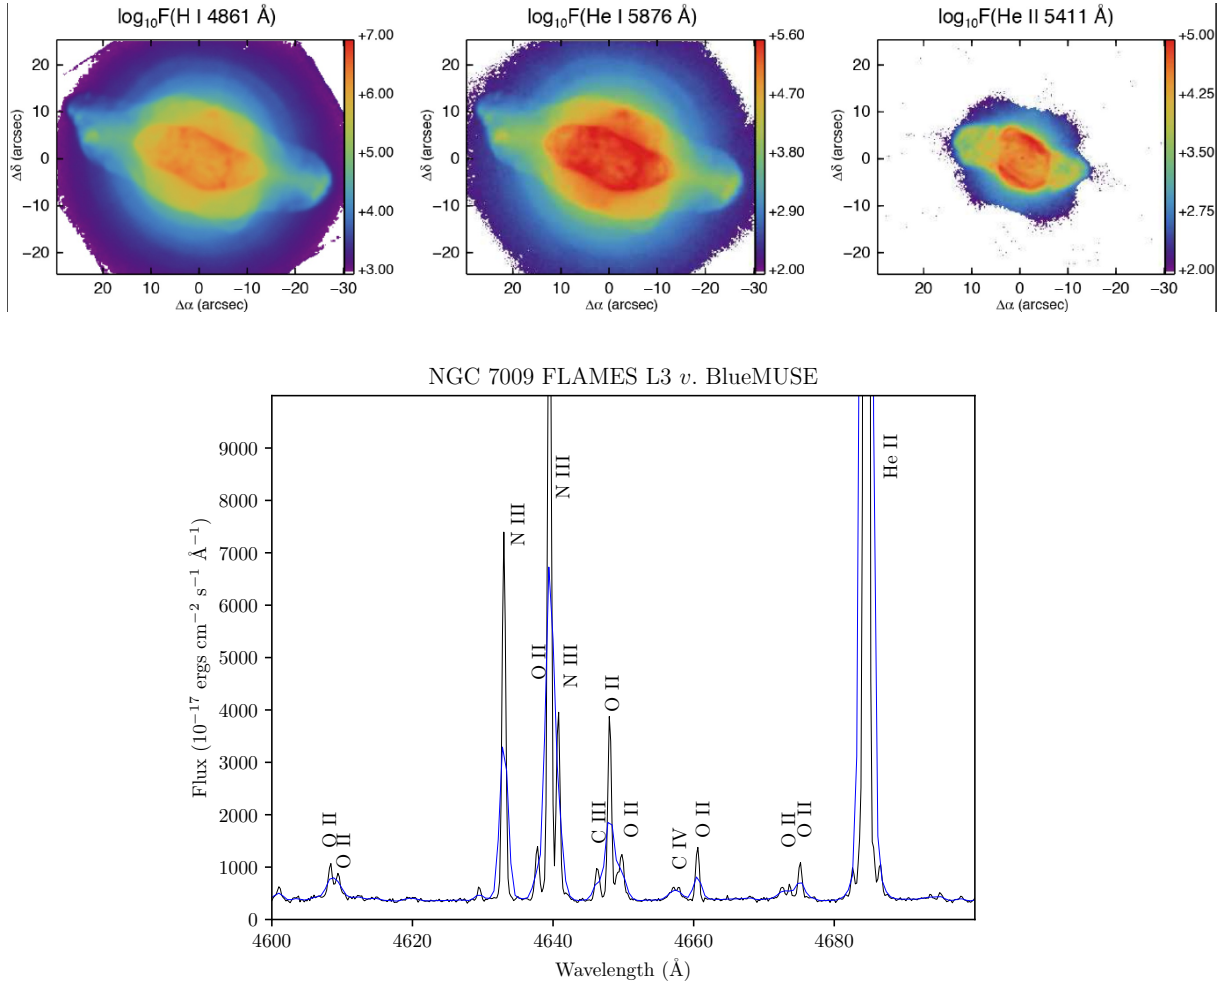 log₁₀F(H I 4861 Å)
log₁₀F(He I 5876 Å)
log₁₀F(He II 5411 Å)
+7.00
+6.00
+5.00
+4.00
+3.00
+5.60
+4.70
+3.80
+2.90
+2.00
+5.00
+4.25
+3.50
+2.75
+2.00
Δδ (arcsec)
20
10
0
−10
−20
Δδ (arcsec)
20
10
0
−10
−20
Δδ (arcsec)
20
10
0
−10
−20
20 10 0 −10 −20 −30
20 10 0 −10 −20 −30
20 10 0 −10 −20 −30
Δα (arcsec)
Δα (arcsec)
Δα (arcsec)
NGC 7009 FLAMES L3 v. BlueMUSE
Flux (10⁻¹⁷ ergs cm⁻² s⁻¹ Å⁻¹)
9000
8000
7000
6000
5000
4000
3000
2000
1000
0
O II
O II
N III
O II
N III
N III
C III
O II
O II
C IV
O II
O II
O II
He II
4600 4620 4640 4660 4680
Wavelength (Å)